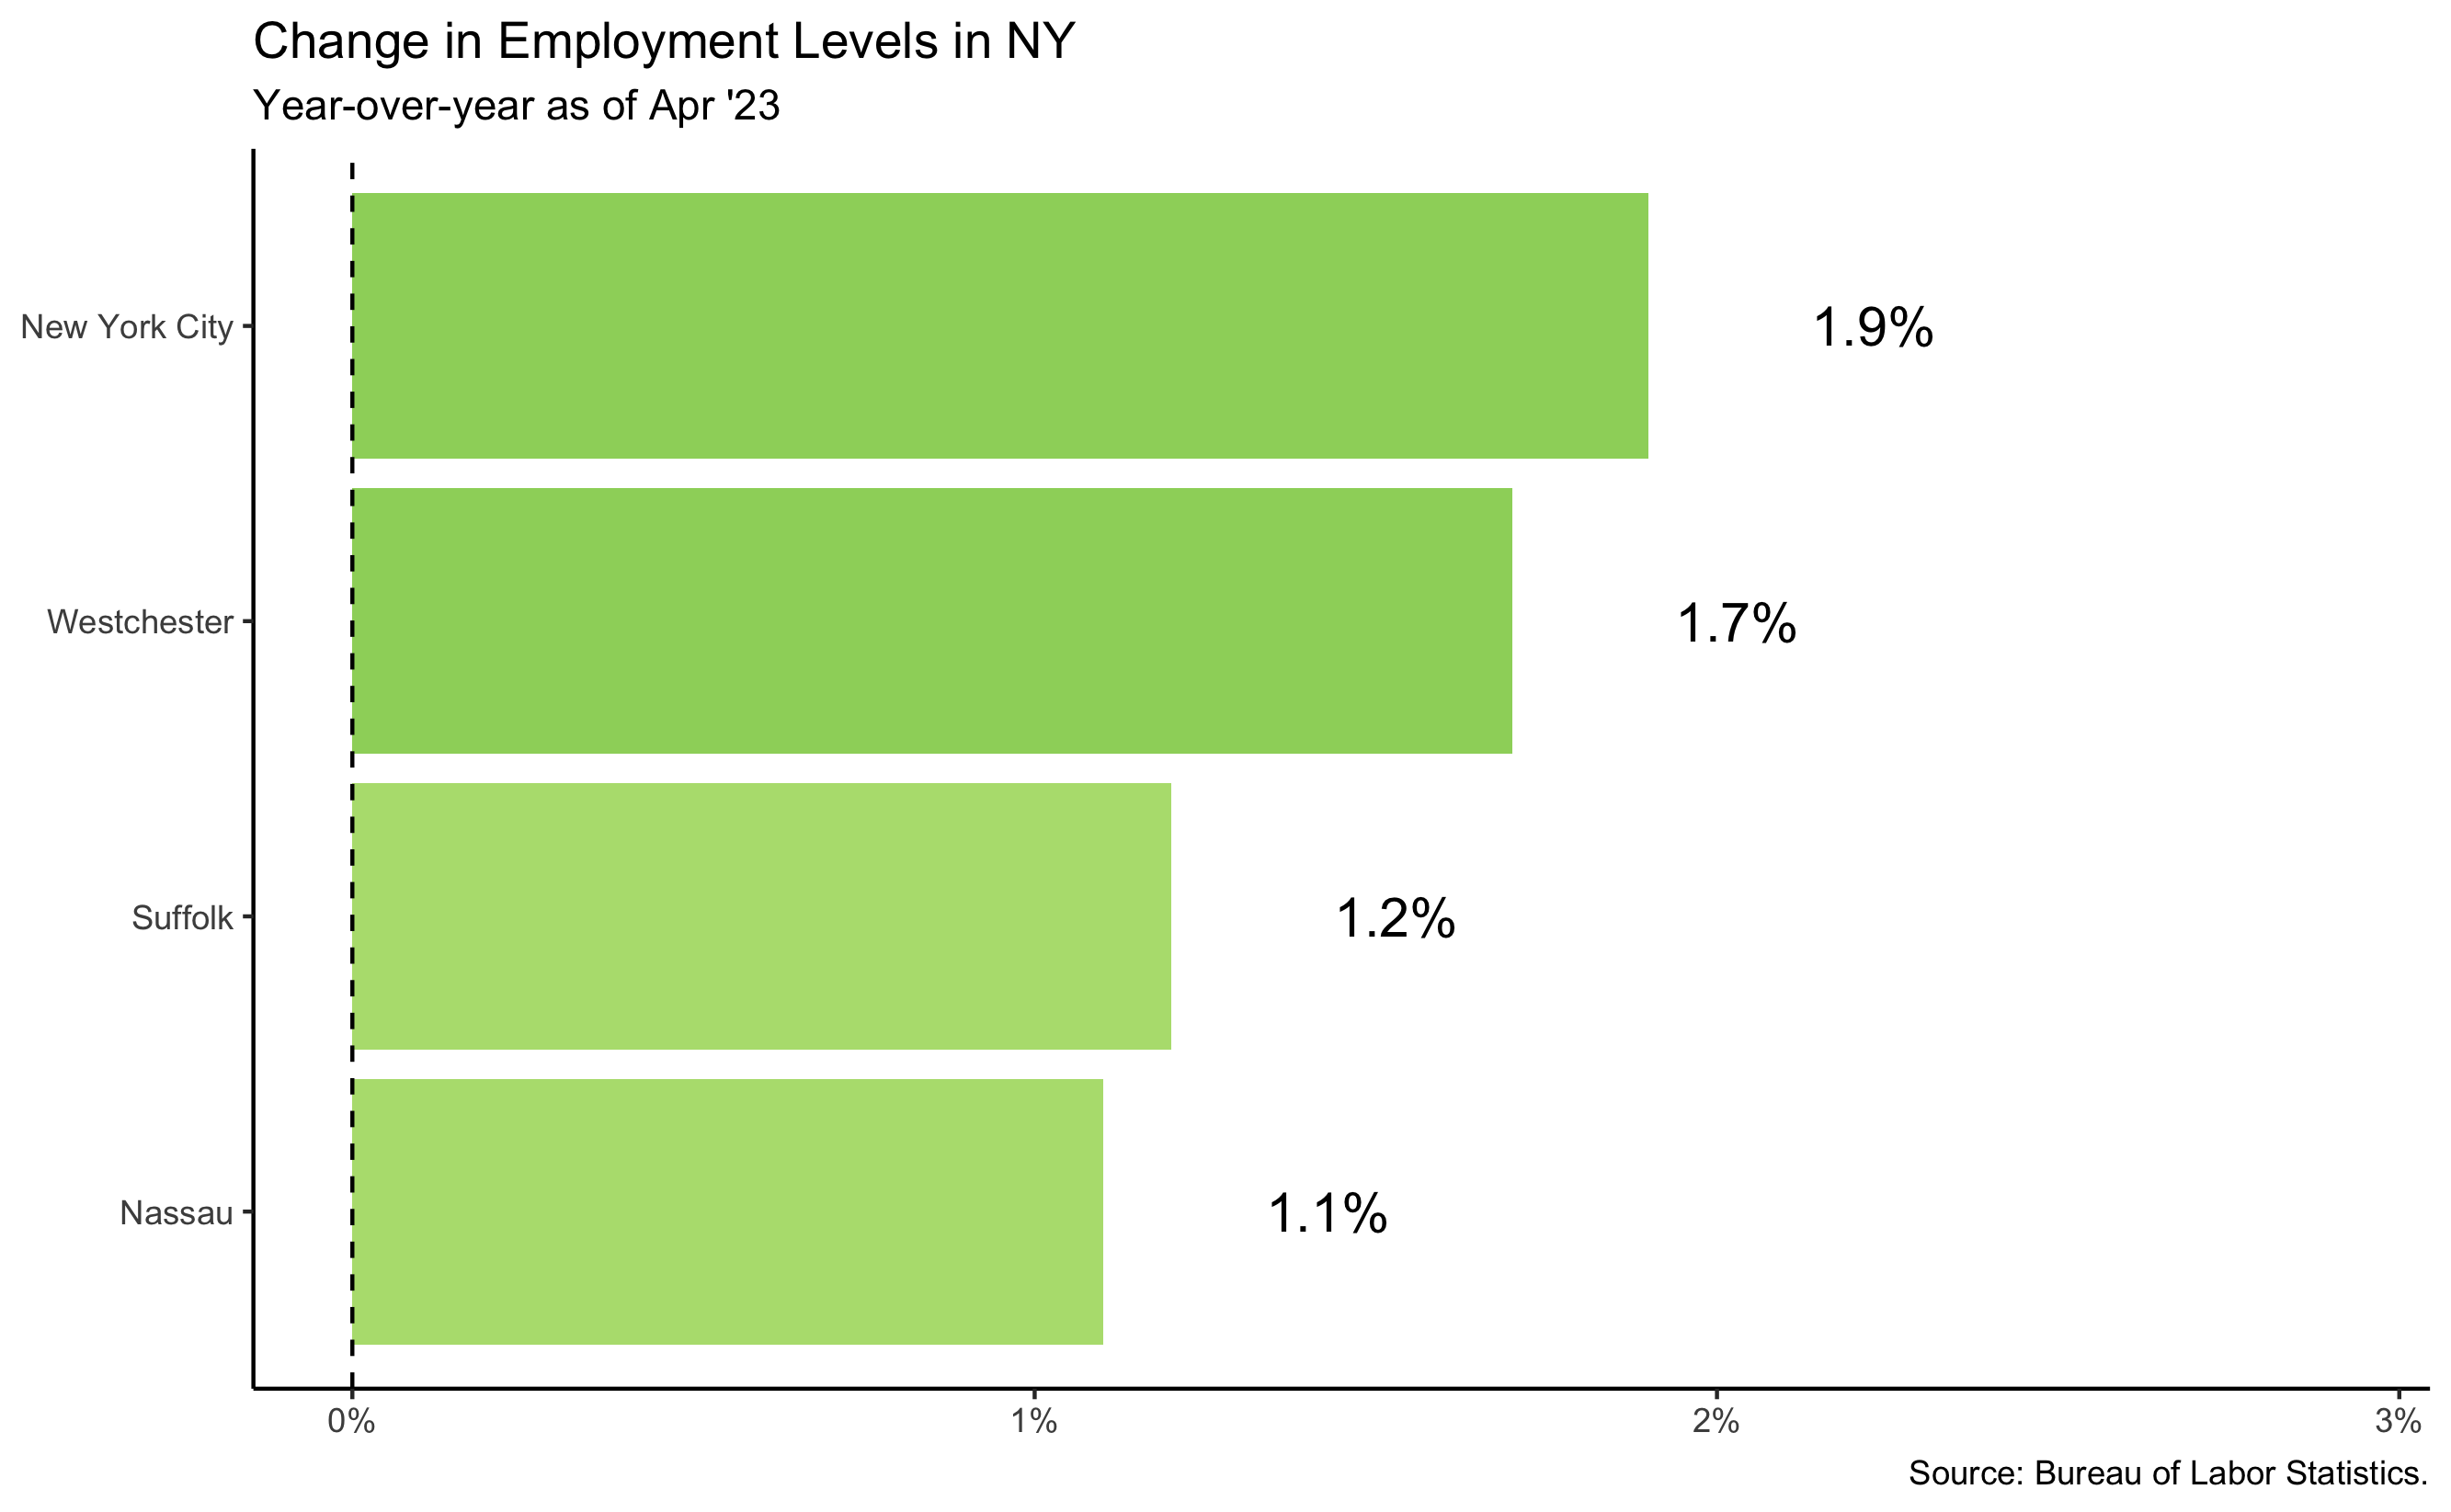 Change in Employment Levels in NY
Year-over-year as of Apr '23
New York City
1.9%
Westchester
1.7%
Suffolk
1.2%
Nassau
1.1%
0% 1% 2% 3%
Source: Bureau of Labor Statistics.